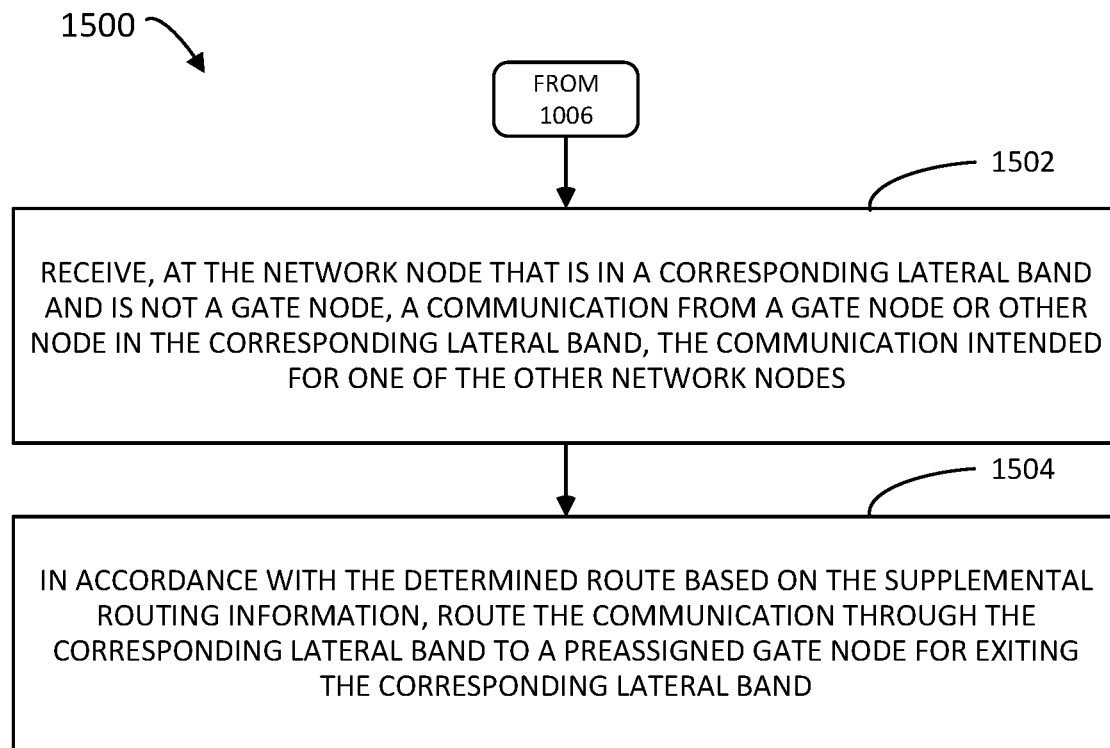 1500
FROM
1006
1502
RECEIVE, AT THE NETWORK NODE THAT IS IN A CORRESPONDING LATERAL BAND
AND IS NOT A GATE NODE, A COMMUNICATION FROM A GATE NODE OR OTHER
NODE IN THE CORRESPONDING LATERAL BAND, THE COMMUNICATION INTENDED
FOR ONE OF THE OTHER NETWORK NODES
1504
IN ACCORDANCE WITH THE DETERMINED ROUTE BASED ON THE SUPPLEMENTAL
ROUTING INFORMATION, ROUTE THE COMMUNICATION THROUGH THE
CORRESPONDING LATERAL BAND TO A PREASSIGNED GATE NODE FOR EXITING
THE CORRESPONDING LATERAL BAND